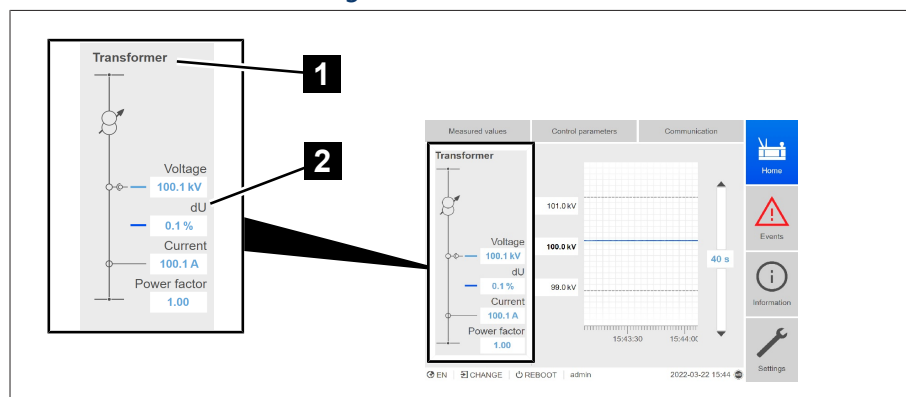 Transformer
1
2
Voltage
100.1 kV
dU
0.1 %
Current
100.1 A
Power factor
1.00
Measured values
Control parameters
Communication
Transformer
Voltage
100.1 kV
dU
0.1 %
Current
100.1 A
Power factor
1.00
101.0 kV
100.0 kV
99.0 kV
15:43:30
15:44:00
40 s
Home
Events
Information
Settings
EN
CHANGE
REBOOT
admin
2022-03-22 15:44